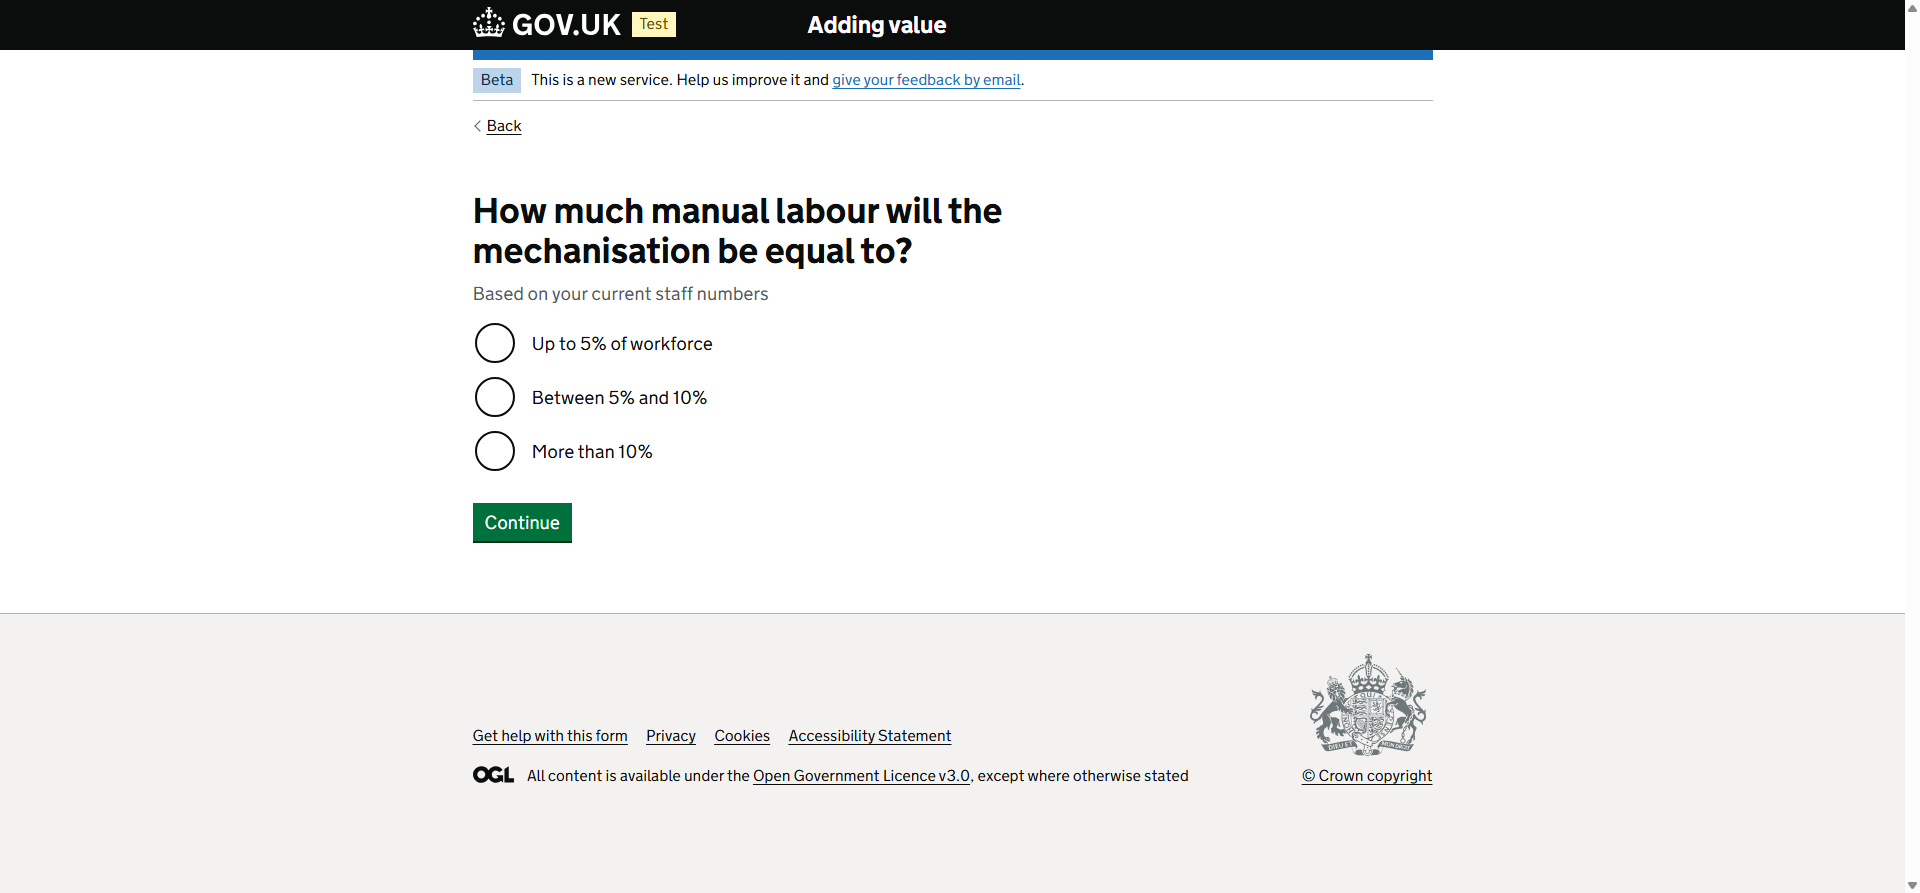 GOV.UK Test Adding value
Beta This is a new service. Help us improve it and give your feedback by email.
Back
How much manual labour will the
mechanisation be equal to?
Based on your current staff numbers
Up to 5% of workforce
Between 5% and 10%
More than 10%
Continue
Get help with this form Privacy Cookies Accessibility Statement
OGL All content is available under the Open Government Licence v3.0, except where otherwise stated
© Crown copyright